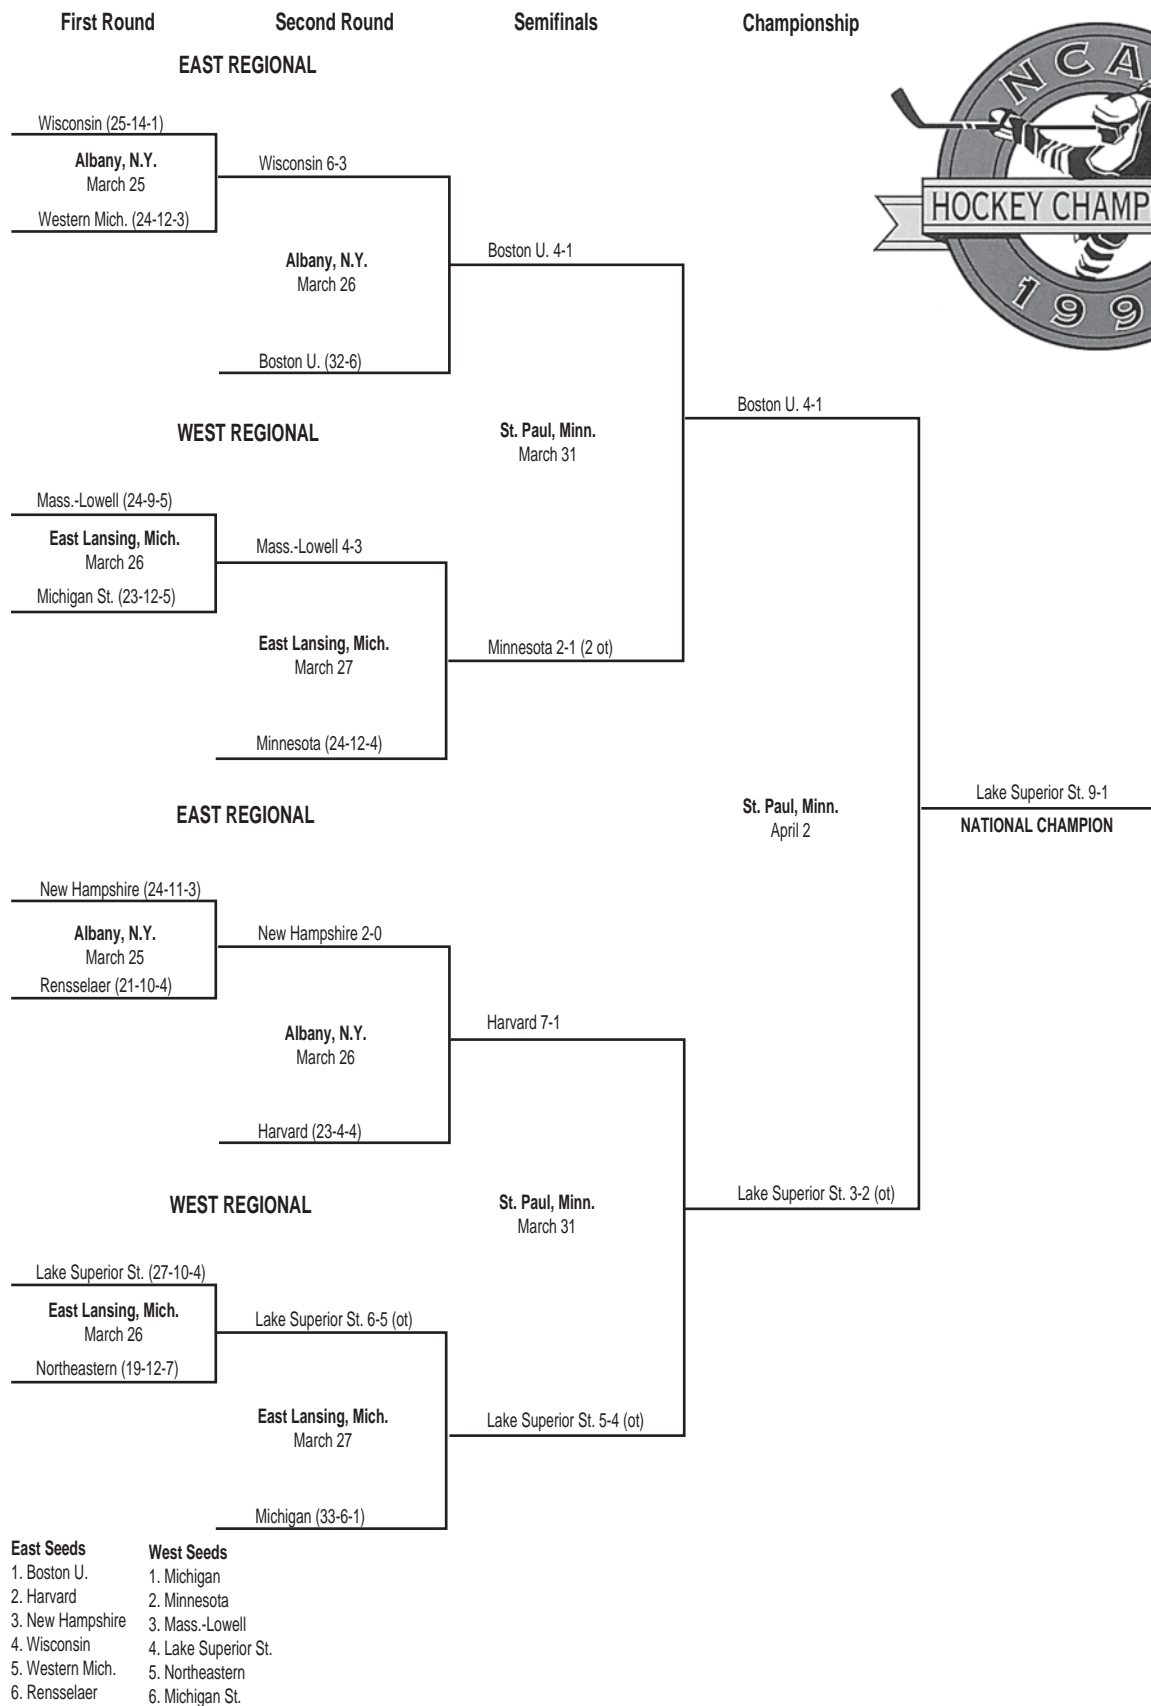 First Round Second Round Semifinals Championship
NCA
HOCKEY CHAMP
199
EAST REGIONAL
Wisconsin (25-14-1)
Albany, N.Y.
March 25
Western Mich. (24-12-3)
Wisconsin 6-3
Albany, N.Y.
March 26
Boston U. (32-6)
Boston U. 4-1
WEST REGIONAL
Mass.-Lowell (24-9-5)
East Lansing, Mich.
March 26
Michigan St. (23-12-5)
Mass.-Lowell 4-3
East Lansing, Mich.
March 27
Minnesota (24-12-4)
Minnesota 2-1 (2 ot)
St. Paul, Minn.
March 31
Boston U. 4-1
EAST REGIONAL
New Hampshire (24-11-3)
Albany, N.Y.
March 25
Rensselaer (21-10-4)
New Hampshire 2-0
Albany, N.Y.
March 26
Harvard (23-4-4)
Harvard 7-1
WEST REGIONAL
Lake Superior St. (27-10-4)
East Lansing, Mich.
March 26
Northeastern (19-12-7)
Lake Superior St. 6-5 (ot)
East Lansing, Mich.
March 27
Michigan (33-6-1)
Lake Superior St. 5-4 (ot)
St. Paul, Minn.
March 31
Lake Superior St. 3-2 (ot)
St. Paul, Minn.
April 2
Lake Superior St. 9-1
NATIONAL CHAMPION
East Seeds
1. Boston U.
2. Harvard
3. New Hampshire
4. Wisconsin
5. Western Mich.
6. Rensselaer
West Seeds
1. Michigan
2. Minnesota
3. Mass.-Lowell
4. Lake Superior St.
5. Northeastern
6. Michigan St.